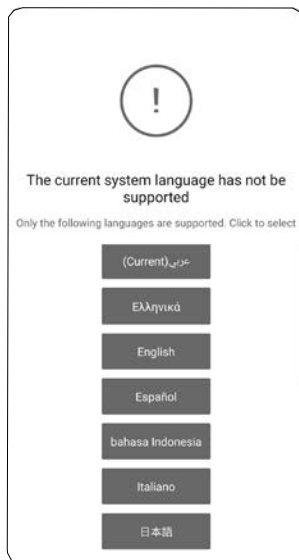 !
The current system language has not be
supported
Only the following languages are supported. Click to select
عربي(Current)
Ελληνικά
English
Español
bahasa Indonesia
Italiano
日本語